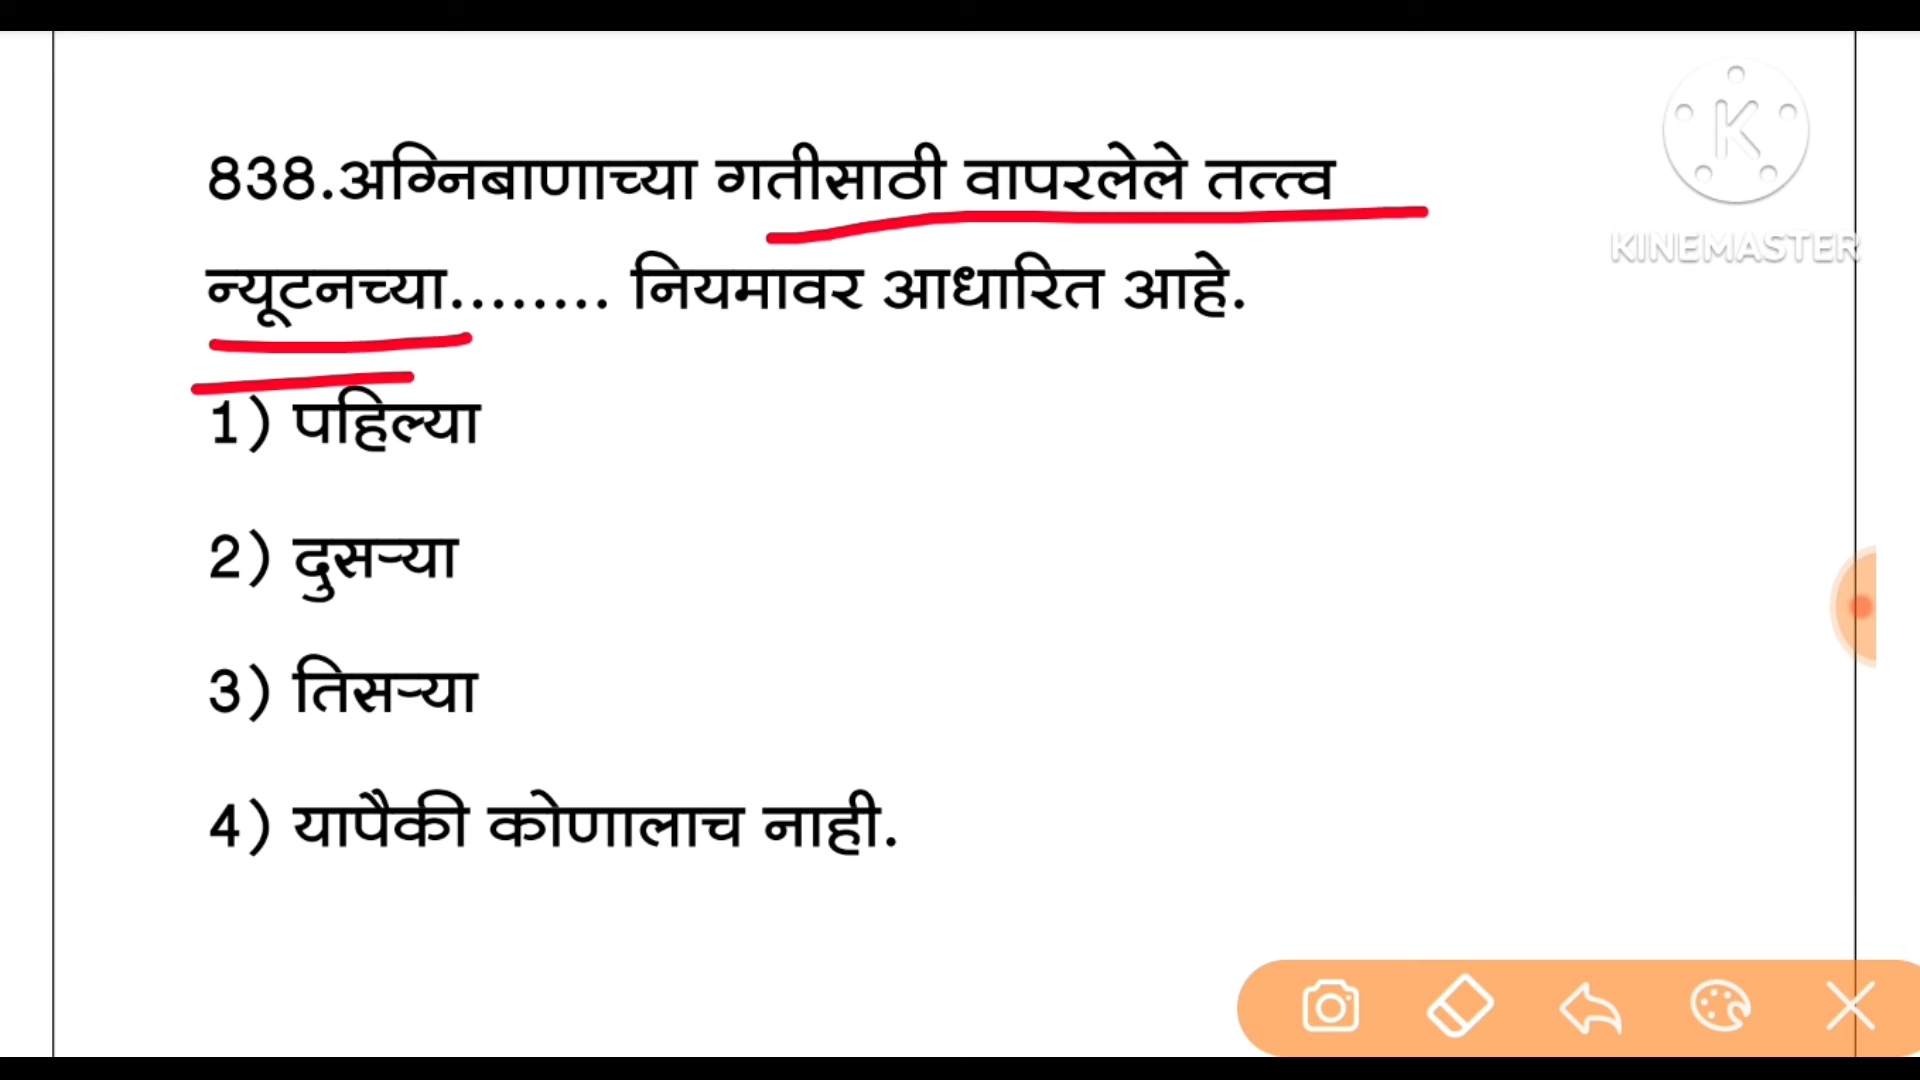 838.अग्निबाणाच्या गतीसाठी वापरलेले तत्त्व
न्यूटनच्या........ नियमावर आधारित आहे.
1) पहिल्या
2) दुसऱ्या
3) तिसऱ्या
4) यापैकी कोणालाच नाही.
K
KINEMASTER